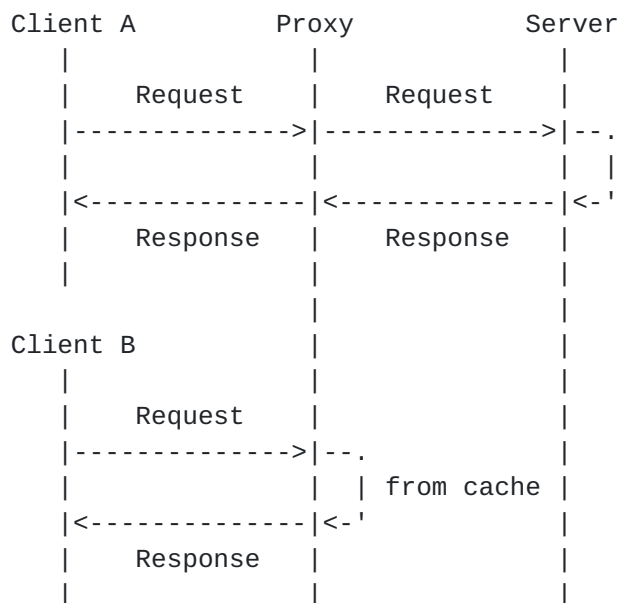 Client A Proxy Server
Request Request
Response Response
Client B
Request
from cache
Response